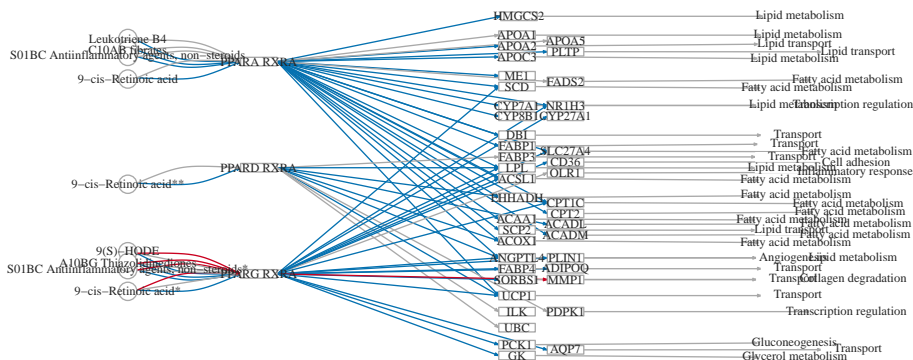 Leukotriene B4
C10AB fibrates
S01BC Antiinflammatory agents, non−steroids
9−cis−Retinoic acid
PPARA RXRA
9−cis−Retinoic acid**
PPARD RXRA
9(S)−HODE
A10BG Thiazolidinediones
S01BC Antiinflammatory agents, non−steroids*
9−cis−Retinoic acid*
PPARG RXRA
HMGCS2 Lipid metabolism
APOA1 Lipid metabolism
APOA5 Lipid transport
APOA2
PLTP Lipid transport
APOC3 Lipid metabolism
ME1
FADS2 Fatty acid metabolism
SCD Fatty acid metabolism
CYP7A1 NR1H3 Lipid metabolism Transcription regulation
CYP8B1 CYP27A1
DBI Transport
FABP1 Transport
SLC27A4 Fatty acid metabolism
FABP3 Transport
CD36 Cell adhesion
LPL Lipid metabolism
OLR1 Inflammatory response
ACSL1 Fatty acid metabolism
EHHADH Fatty acid metabolism
CPT1C Fatty acid metabolism
CPT2 Fatty acid metabolism
ACAA1 Fatty acid metabolism
ACADL Fatty acid metabolism
SCP2 Lipid transport
ACADM Fatty acid metabolism
ACOX1 Fatty acid metabolism
ANGPTL4 PLIN1 Angiogenesis Lipid metabolism
FABP4 ADIPOQ Transport
SORBS1 MMP1 Transport Collagen degradation
UCP1 Transport
ILK PDPK1 Transcription regulation
UBC
PCK1 Gluconeogenesis
AQP7 Transport
GK Glycerol metabolism